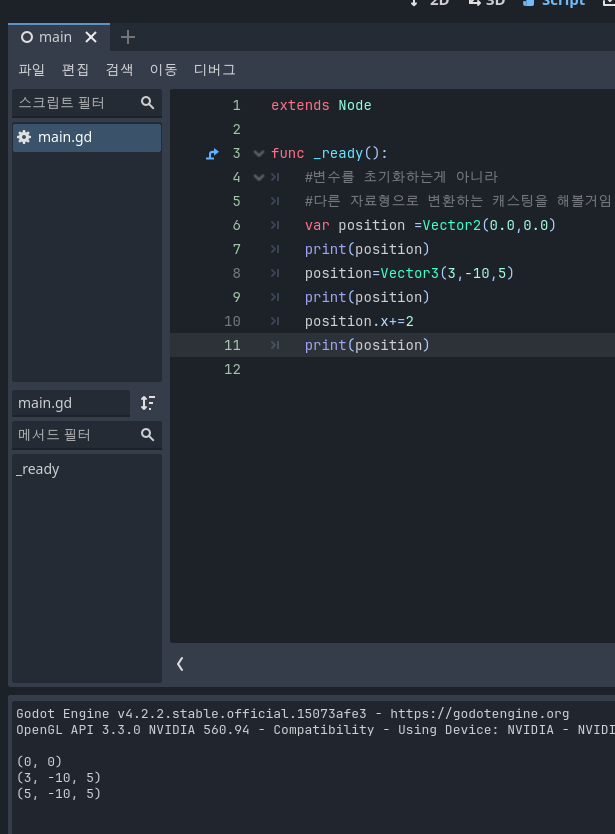 2D 3D Script
main
파일 편집 검색 이동 디버그
스크립트 필터
main.gd
main.gd
메서드 필터
_ready
1 extends Node
2
3 func _ready():
4 #변수를 초기화하는게 아니라
5 #다른 자료형으로 변환하는 캐스팅을 해볼거임
6 var position =Vector2(0.0,0.0)
7 print(position)
8 position=Vector3(3,-10,5)
9 print(position)
10 position.x+=2
11 print(position)
12
Godot Engine v4.2.2.stable.official.15073afe3 - https://godotengine.org
OpenGL API 3.3.0 NVIDIA 560.94 - Compatibility - Using Device: NVIDIA - NVIDI
(0, 0)
(3, -10, 5)
(5, -10, 5)